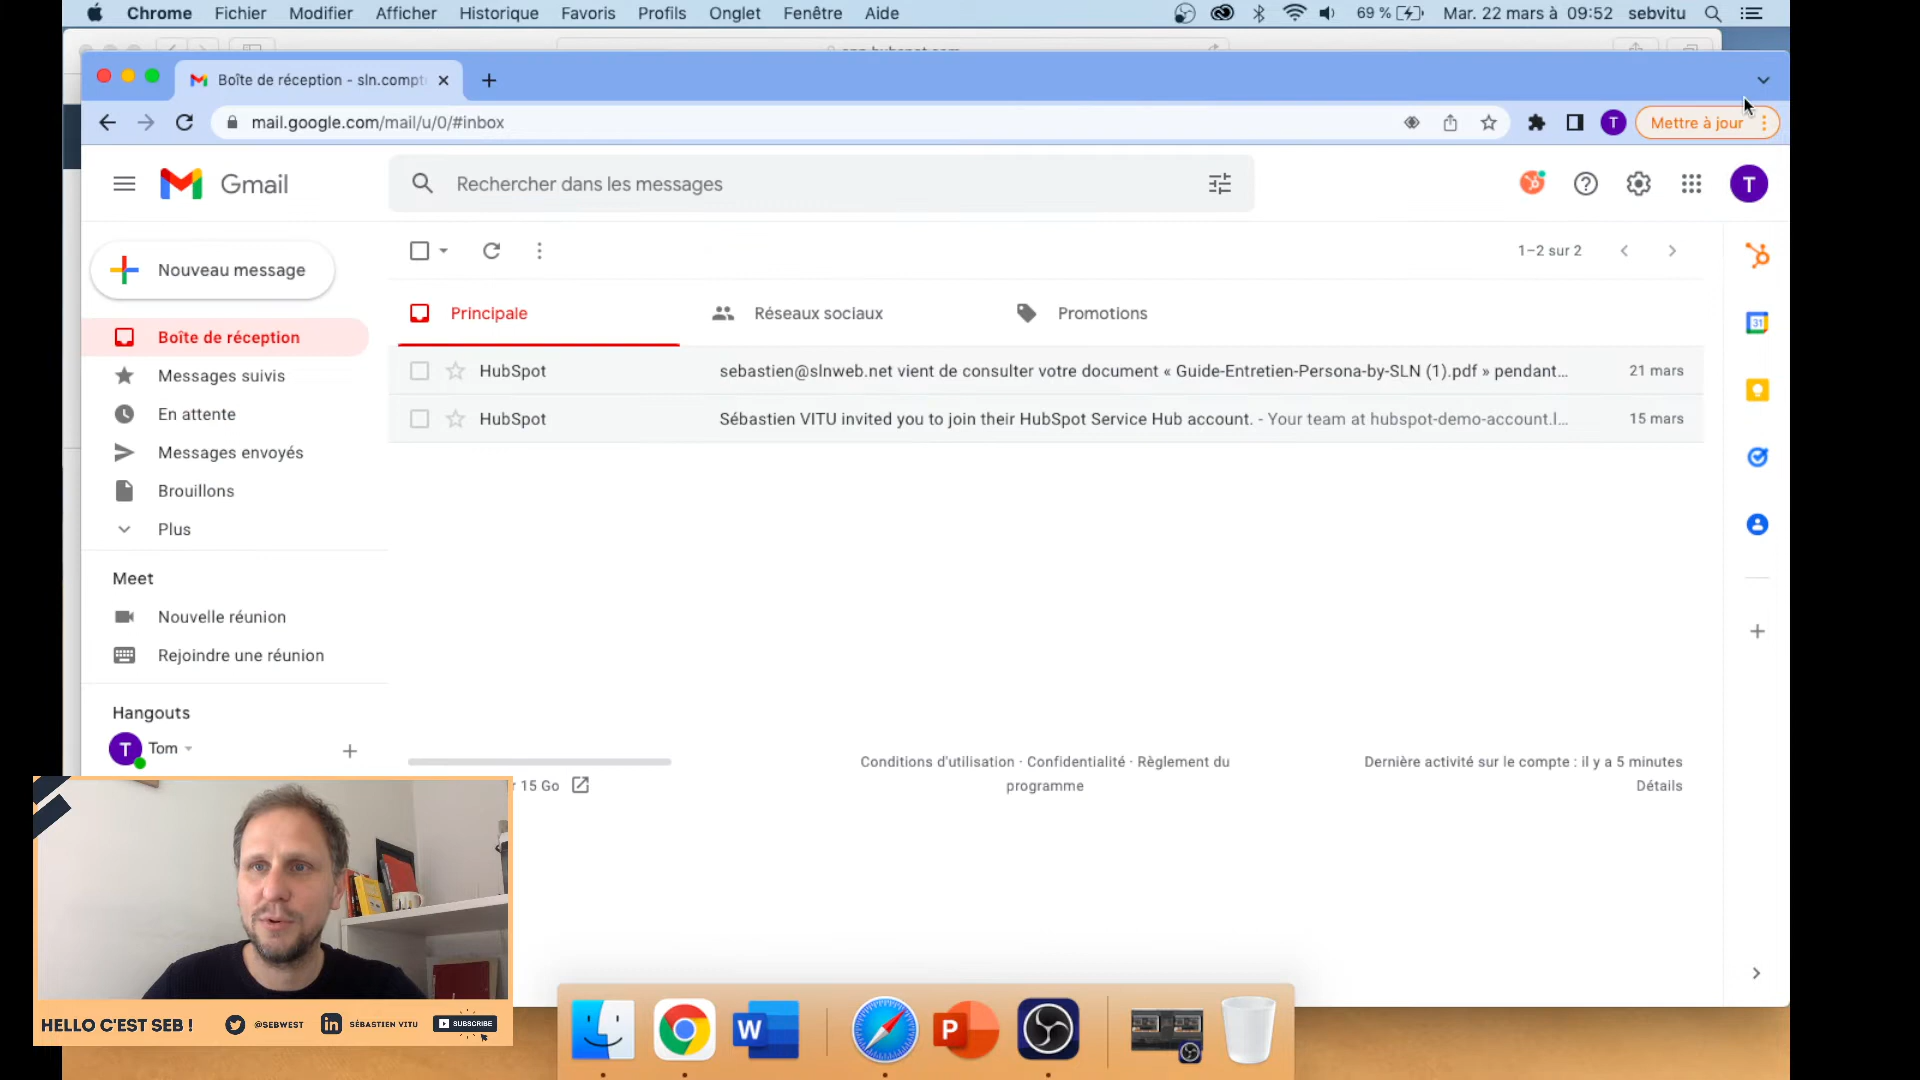 Chrome Fichier Modifier Afficher Historique Favoris Profils Onglet Fenêtre Aide 69 % Mar. 22 mars à 09:52 sebvitu
Boîte de réception - sln.compt
mail.google.com/mail/u/0/#inbox T Mettre à jour
Gmail Rechercher dans les messages T
Nouveau message
1–2 sur 2
Principale Réseaux sociaux Promotions
31
Boîte de réception
HubSpot sebastien@slnweb.net vient de consulter votre document « Guide-Entretien-Persona-by-SLN (1).pdf » pendant… 21 mars
Messages suivis
HubSpot Sébastien VITU invited you to join their HubSpot Service Hub account. - Your team at hubspot-demo-account.l… 15 mars
En attente
Messages envoyés
Brouillons
Plus
Meet
Nouvelle réunion
Rejoindre une réunion
Hangouts
T Tom
Conditions d'utilisation · Confidentialité · Règlement du
programme
Dernière activité sur le compte : il y a 5 minutes
Détails
15 Go
HELLO C'EST SEB ! @SEBWEST in SÉBASTIEN VITU SUBSCRIBE
W P